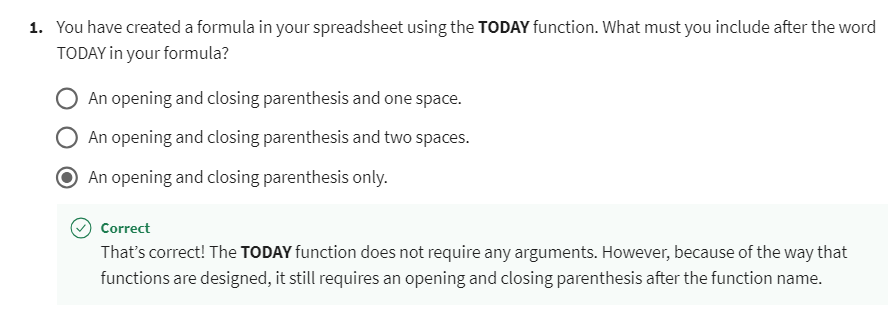 1. You have created a formula in your spreadsheet using the TODAY function. What must you include after the word
TODAY in your formula?
An opening and closing parenthesis and one space.
An opening and closing parenthesis and two spaces.
An opening and closing parenthesis only.
Correct
That's correct! The TODAY function does not require any arguments. However, because of the way that
functions are designed, it still requires an opening and closing parenthesis after the function name.